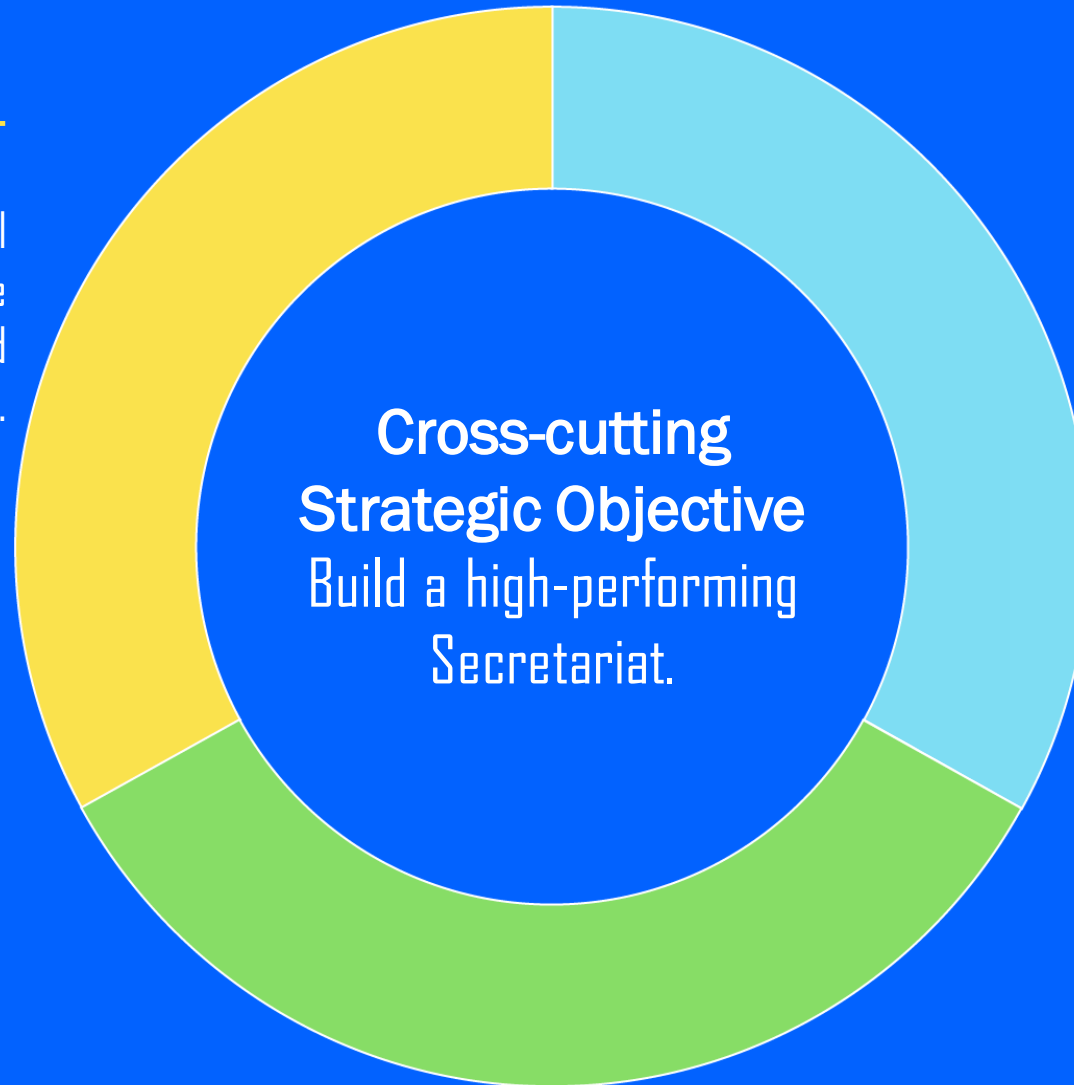 Cross-cutting
Strategic Objective
Build a high-performing
Secretariat.